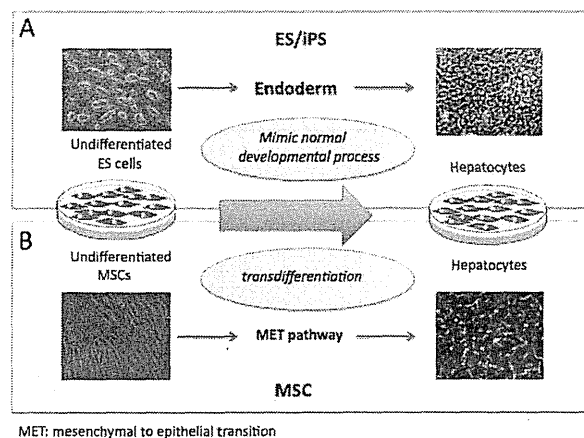 A
ES/iPS
Endoderm
Undifferentiated
ES cells
Mimic normal
developmental process
Hepatocytes
B
Undifferentiated
MSCs
transdifferentiation
Hepatocytes
MET pathway
MSC
MET: mesenchymal to epithelial transition